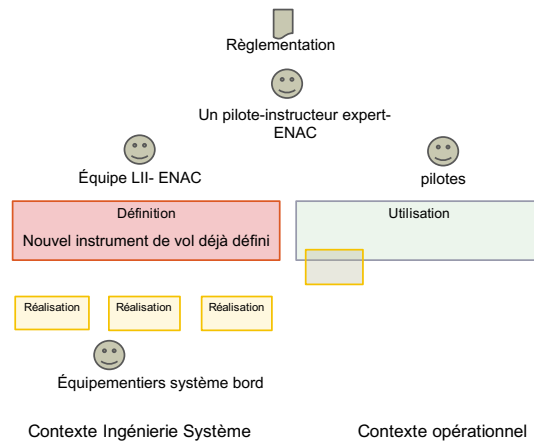 Règlementation
Un pilote-instructeur expert-
ENAC
Équipe LII- ENAC
pilotes
Définition
Nouvel instrument de vol déjà défini
Utilisation
Réalisation
Réalisation
Réalisation
Équipementiers système bord
Contexte Ingénierie Système
Contexte opérationnel